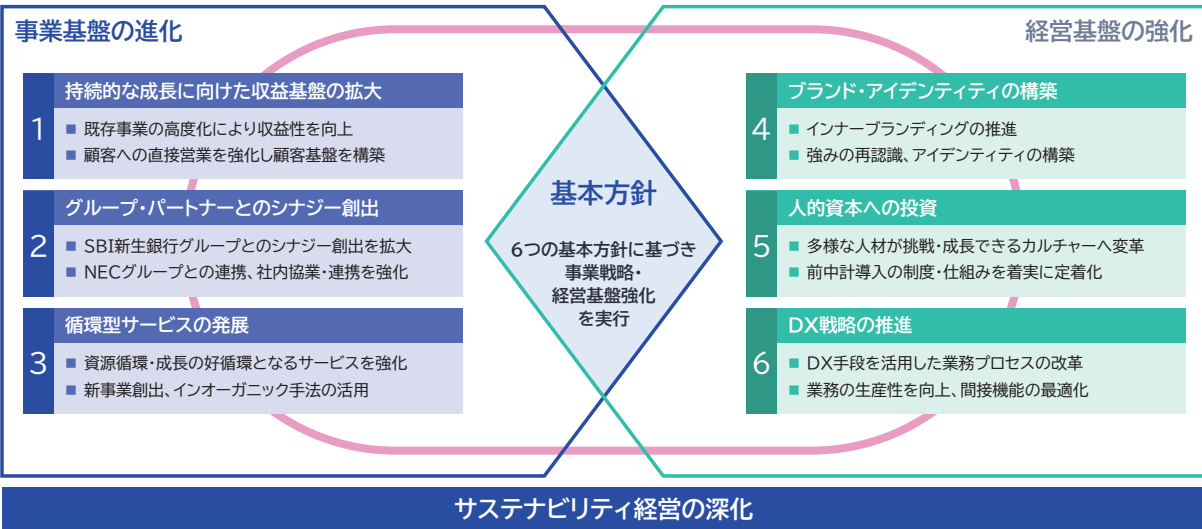 事業基盤の進化
1
持続的な成長に向けた収益基盤の拡大
■ 既存事業の高度化により収益性を向上
■ 顧客への直接営業を強化し顧客基盤を構築
2
グループ・パートナーとのシナジー創出
■ SBI新生銀行グループとのシナジー創出を拡大
■ NECグループとの連携、社内協業・連携を強化
3
循環型サービスの発展
■ 資源循環・成長の好循環となるサービスを強化
■ 新事業創出、インオーガニック手法の活用
基本方針
6つの基本方針に基づき
事業戦略・
経営基盤強化
を実行
経営基盤の強化
4
ブランド・アイデンティティの構築
■ インナーブランディングの推進
■ 強みの再認識、アイデンティティの構築
5
人的資本への投資
■ 多様な人材が挑戦・成長できるカルチャーへ変革
■ 前中計導入の制度・仕組みを着実に定着化
6
DX戦略の推進
■ DX手段を活用した業務プロセスの改革
■ 業務の生産性を向上、間接機能の最適化
サステナビリティ経営の深化